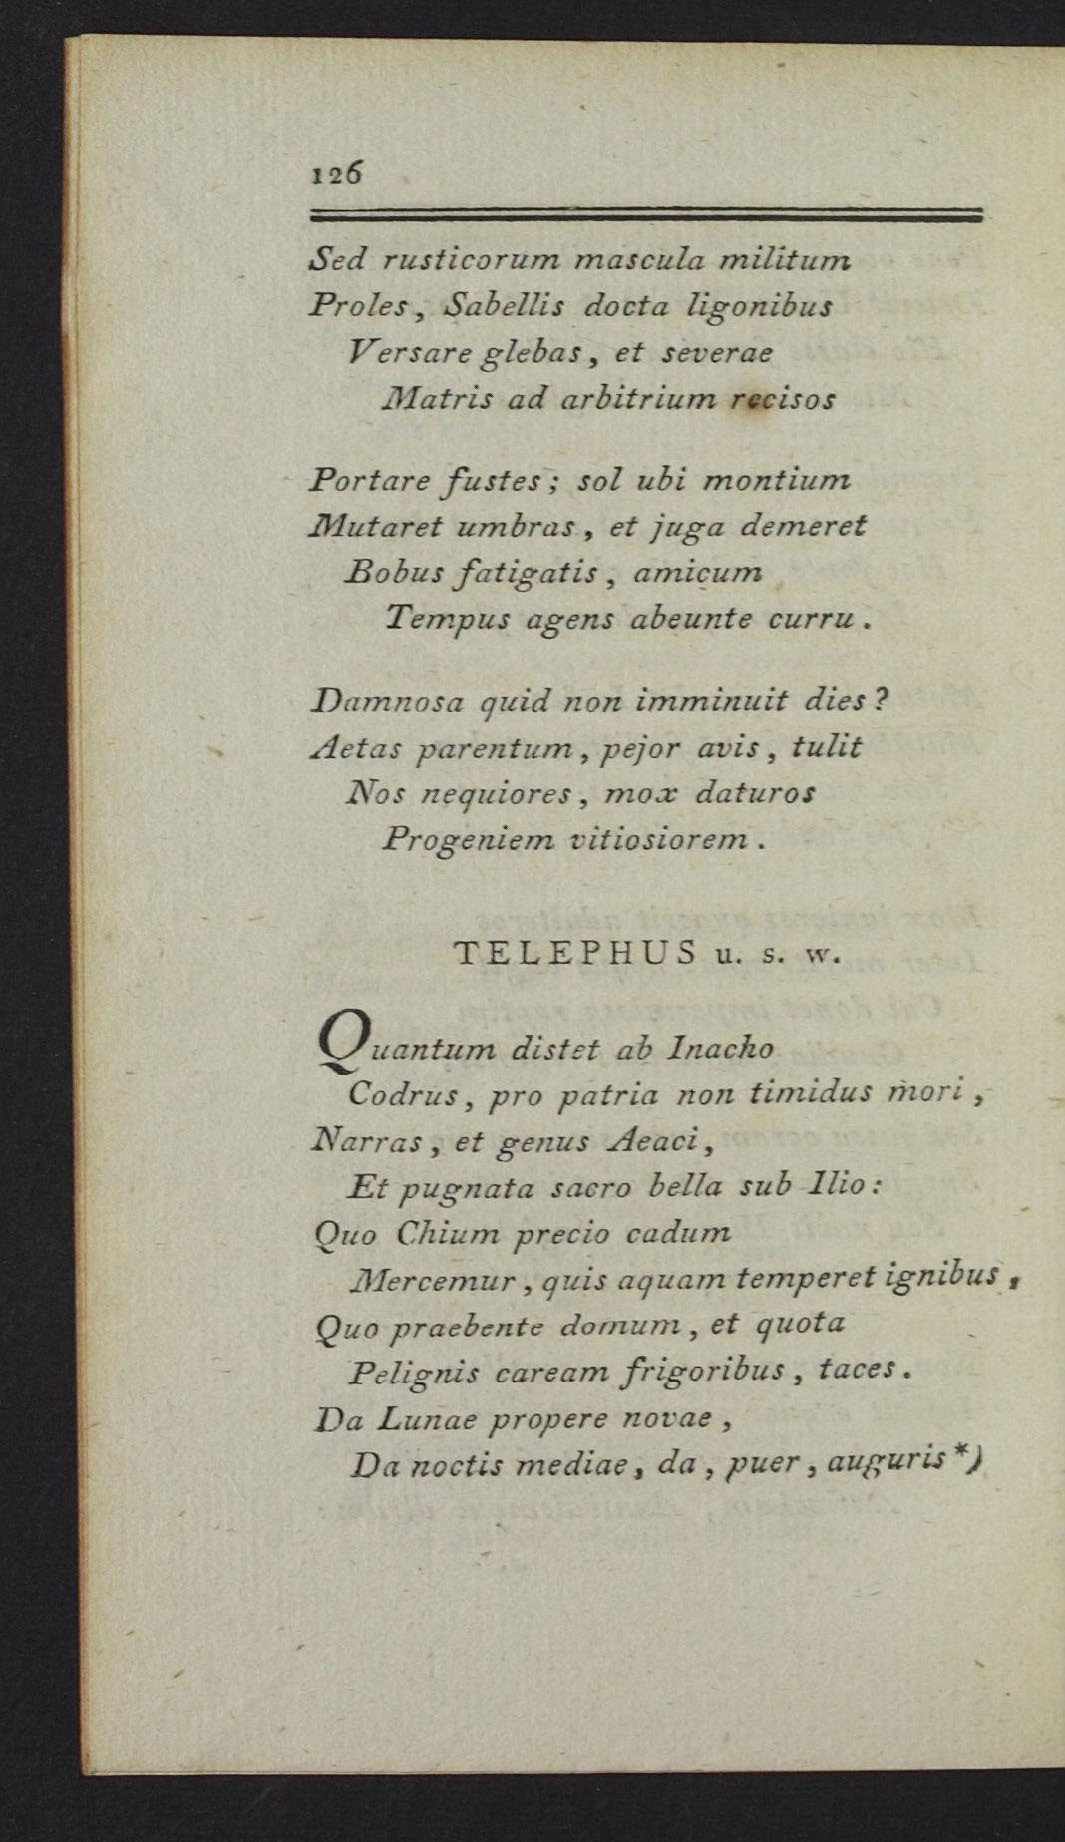 126
Sed rusticorum mascula militum
Proles, Sabellis docta ligonibus
Versare glebas, et severae
Matris ad arbitrium recisos
Portare fustes; sol ubi montium
Mutaret umbras, et juga demeret
Bobus fatigatis, amicum
Tempus agens abeunte curru.
Damnosa quid non imminuit dies?
Aetas parentum, pejor avis, tulit
Nos nequiores, mox daturos
Progeniem vitiosiorem.
TELEPHUS u. s. w.
Quantum distet ab Inacho
Codrus, pro patria non timidus mori,
Narras, et genus Aeaci,
Et pugnata sacro bella sub Ilio:
Quo Chium precio cadum
Mercemur, quis aquam temperet ignibus,
Quo praebente domum, et quota
Pelignis caream frigoribus, taces.
Da Lunae propere novae,
Da noctis mediae, da, puer, auguris*)